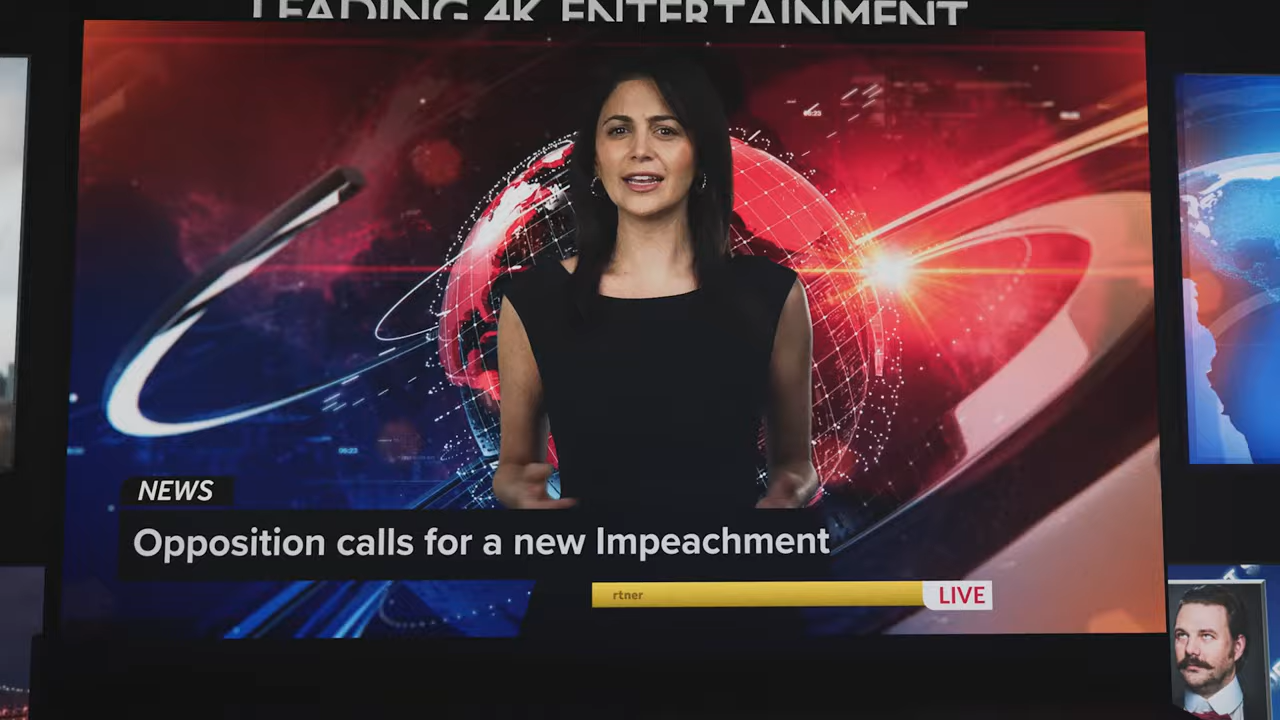 LEADING 4K ENTERTAINMENT
NEWS
Opposition calls for a new Impeachment
rtner
LIVE